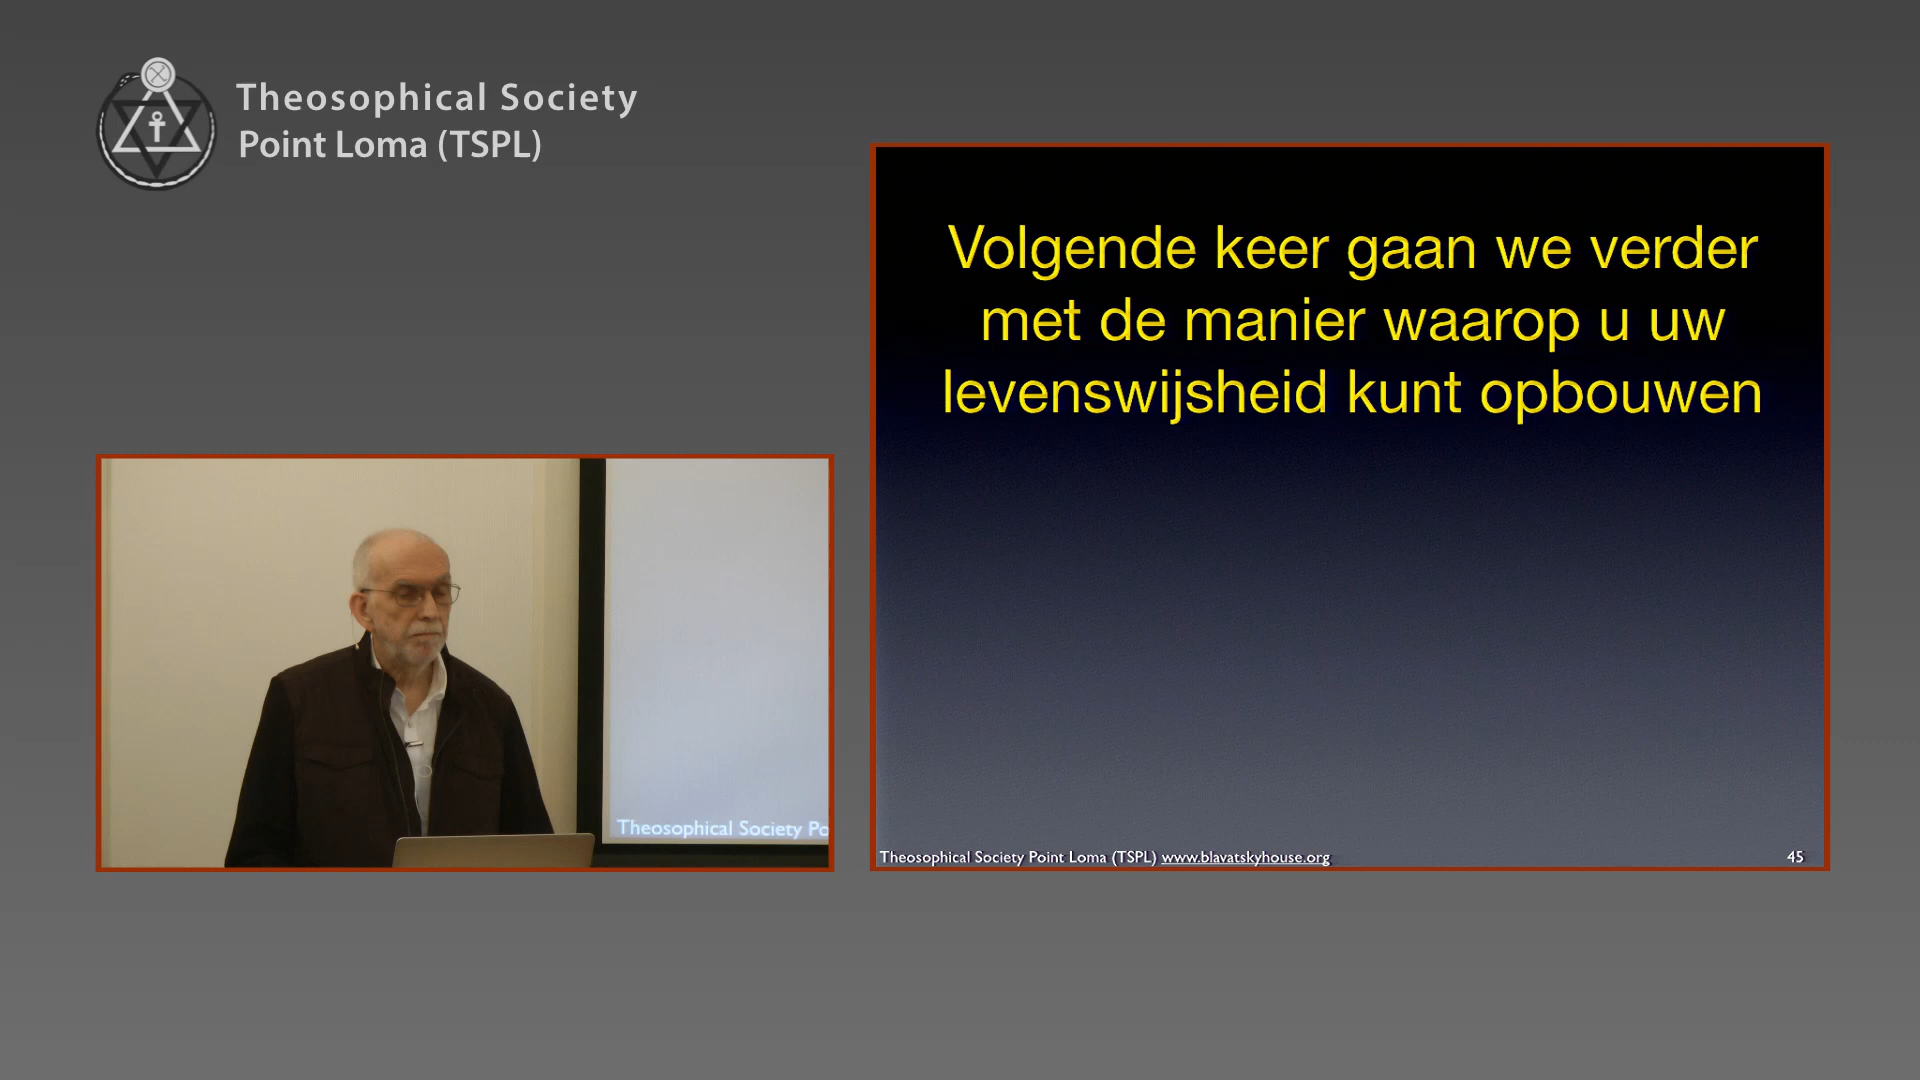 Theosophical Society
Point Loma (TSPL)
Volgende keer gaan we verder
met de manier waarop u uw
levenswijsheid kunt opbouwen
Theosophical Society Po
Theosophical Society Point Loma (TSPL) www.blavatskyhouse.org
45